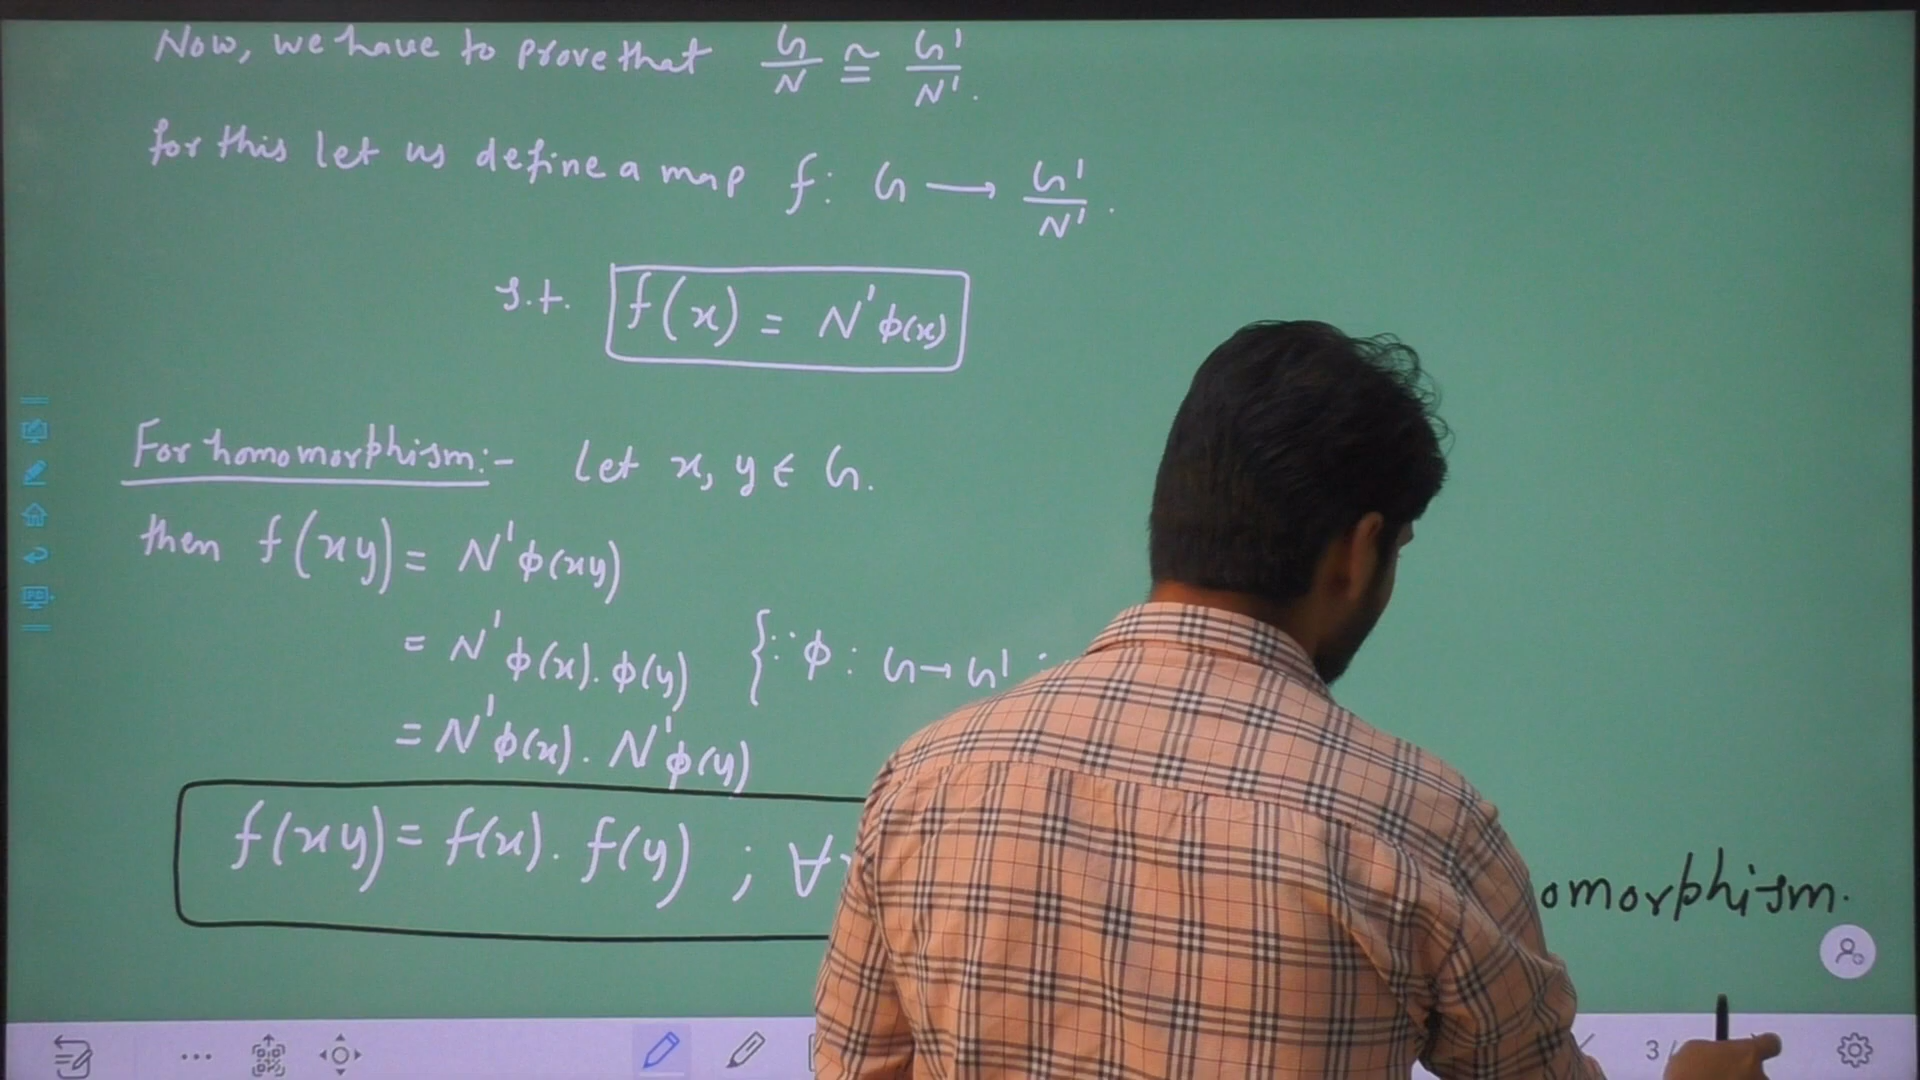 Now, we have to prove that G/N ≅ G'/N'.
for this let us define a map f: G → G'/N'.
s.t. f(x) = N'φ(x)
For homomorphism:- Let x, y ∈ G.
then f(xy) = N'φ(xy)
= N'φ(x).φ(y) {∵ φ: G→G'
= N'φ(x). N'φ(y)
f(xy) = f(x). f(y) ; ∀ omorphism.
3/